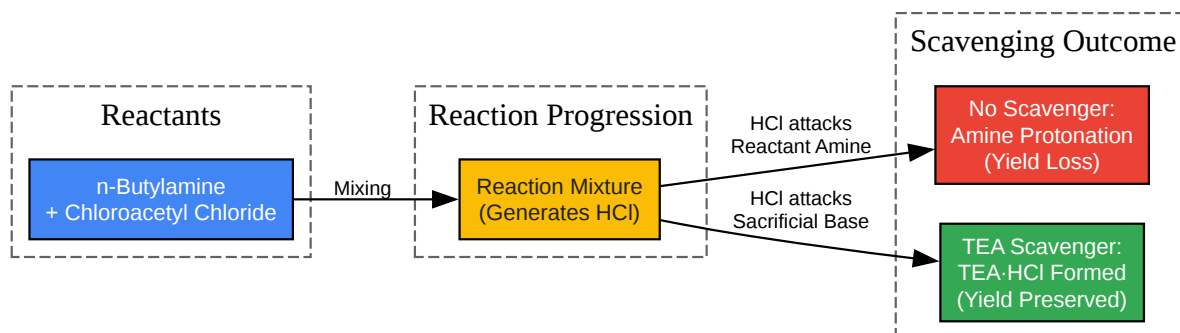 Reactants
n-Butylamine
+ Chloroacetyl Chloride
Mixing
Reaction Progression
Reaction Mixture
(Generates HCl)
HCl attacks
Reactant Amine
HCl attacks
Sacrificial Base
Scavenging Outcome
No Scavenger:
Amine Protonation
(Yield Loss)
TEA Scavenger:
TEA·HCl Formed
(Yield Preserved)